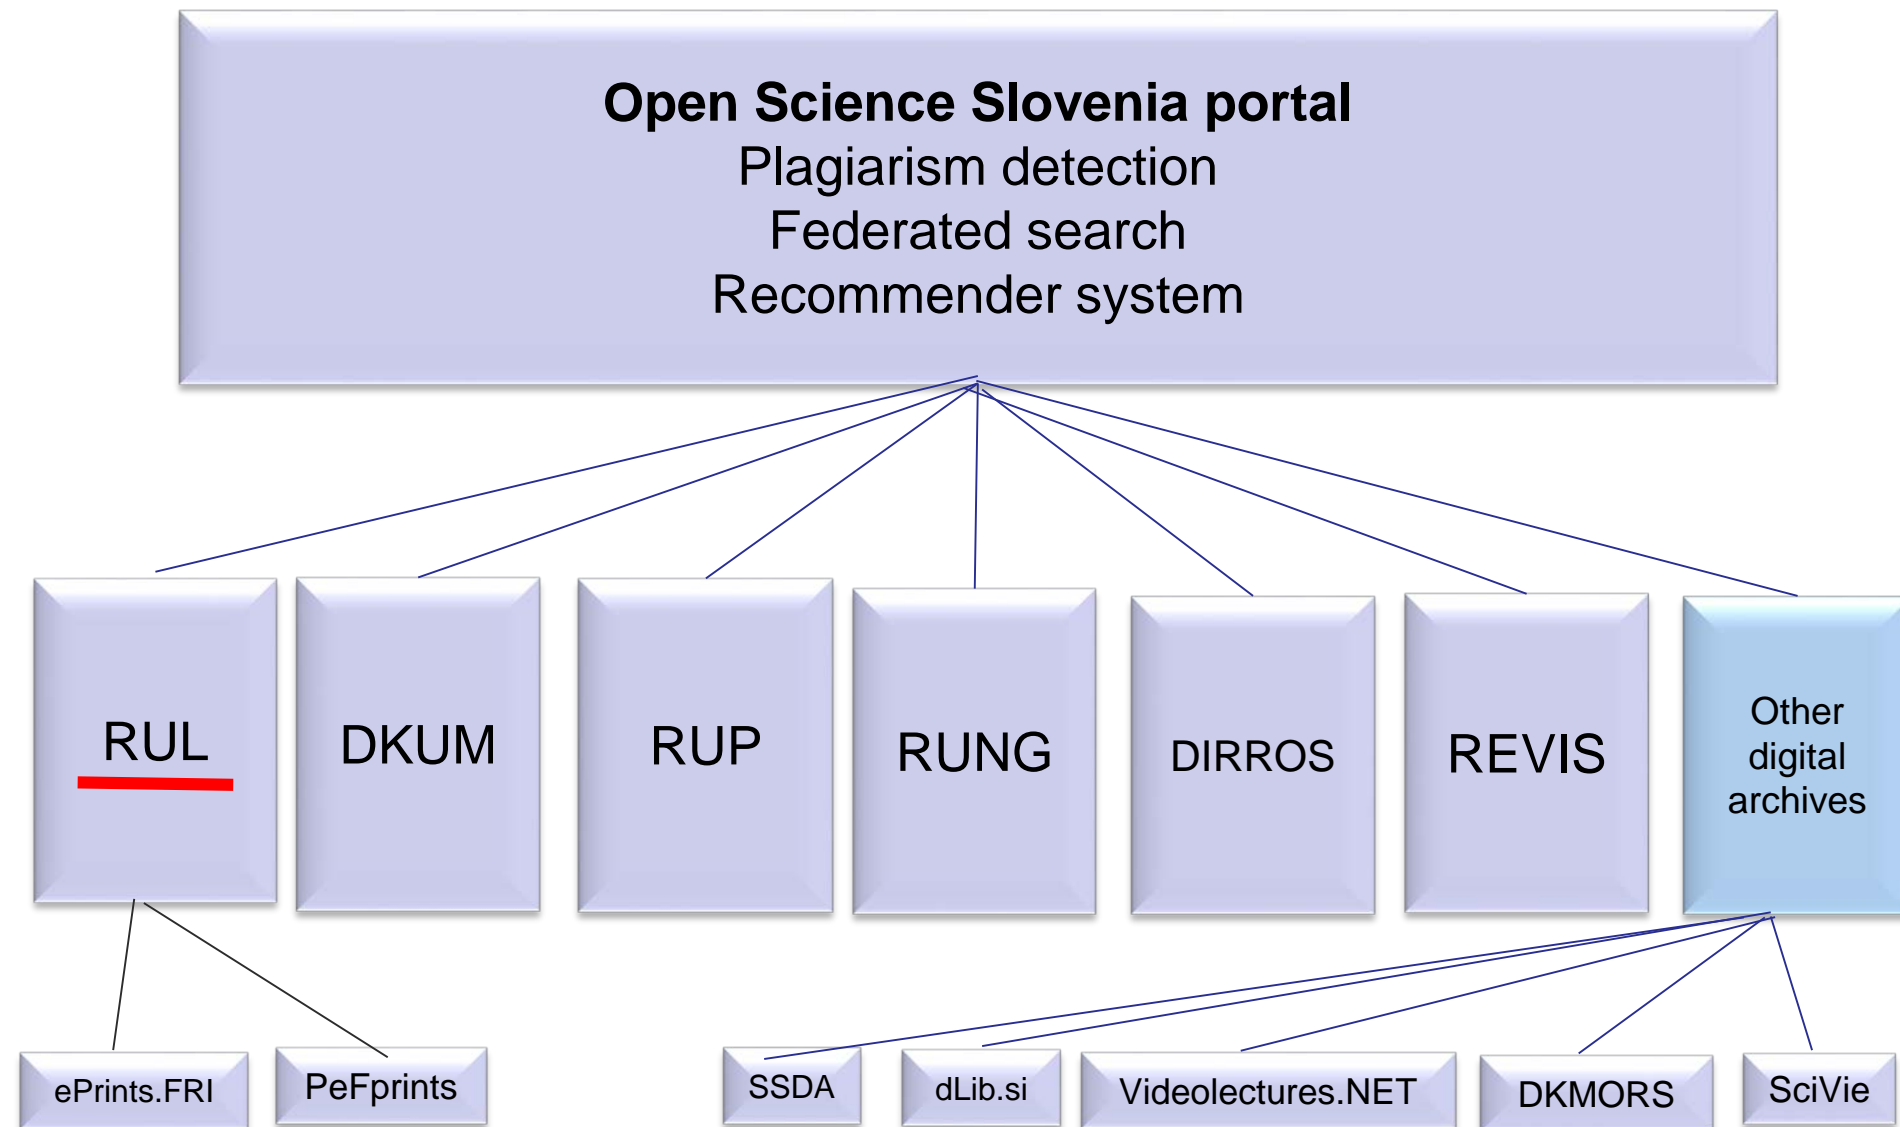 Open Science Slovenia portal
Plagiarism detection
Federated search
Recommender system
RUL
DKUM
RUP
RUNG
DIRROS
REVIS
Other
digital
archives
ePrints.FRI
PeFprints
SSDA
dLib.si
Videolectures.NET
DKMORS
SciVie